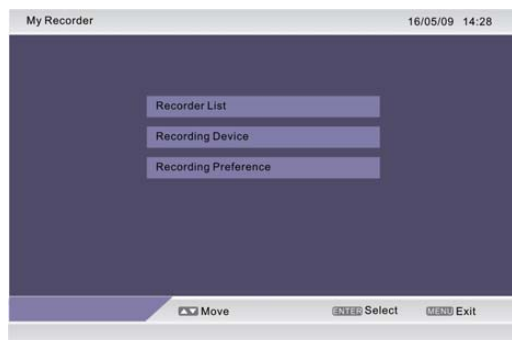 My Recorder 16/05/09 14:28
Recorder List
Recording Device
Recording Preference
Move ENTER Select MENU Exit